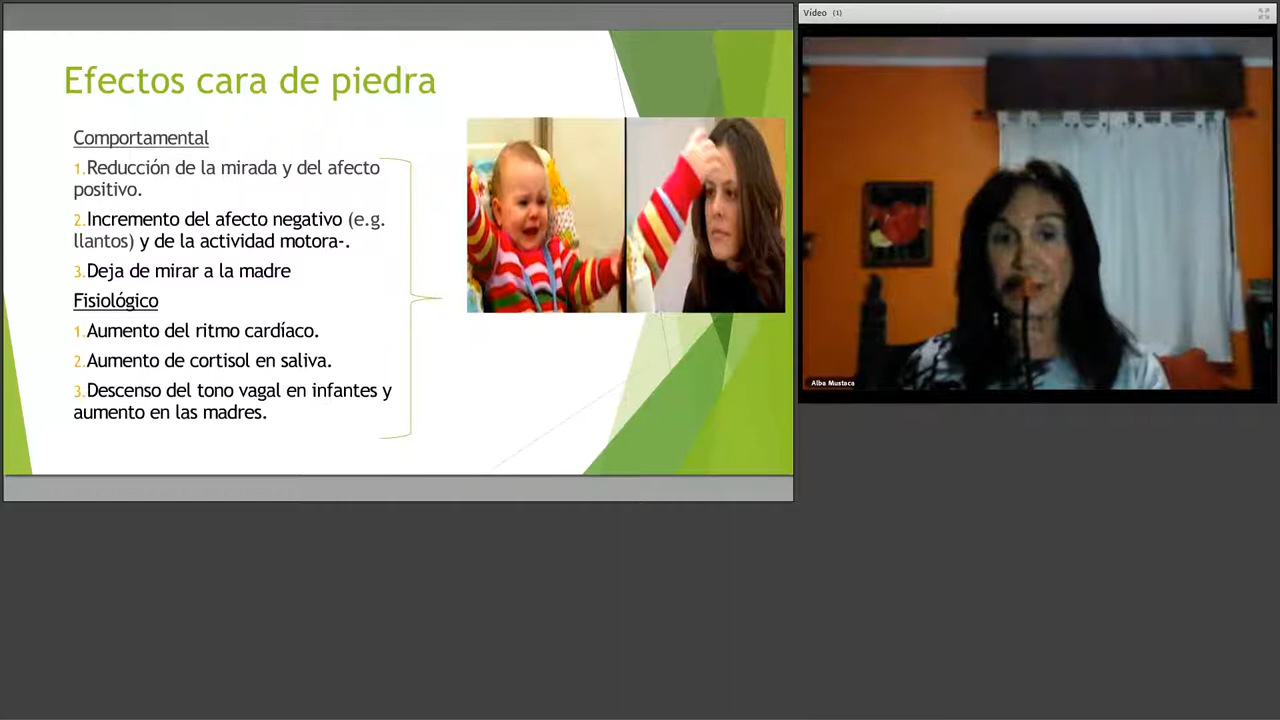 Efectos cara de piedra
Comportamental
1.Reducción de la mirada y del afecto
positivo.
2.Incremento del afecto negativo (e.g.
llantos) y de la actividad motora-.
3.Deja de mirar a la madre
Fisiológico
1.Aumento del ritmo cardíaco.
2.Aumento de cortisol en saliva.
3.Descenso del tono vagal en infantes y
aumento en las madres.
Vídeo (1)
Alba Mustaca